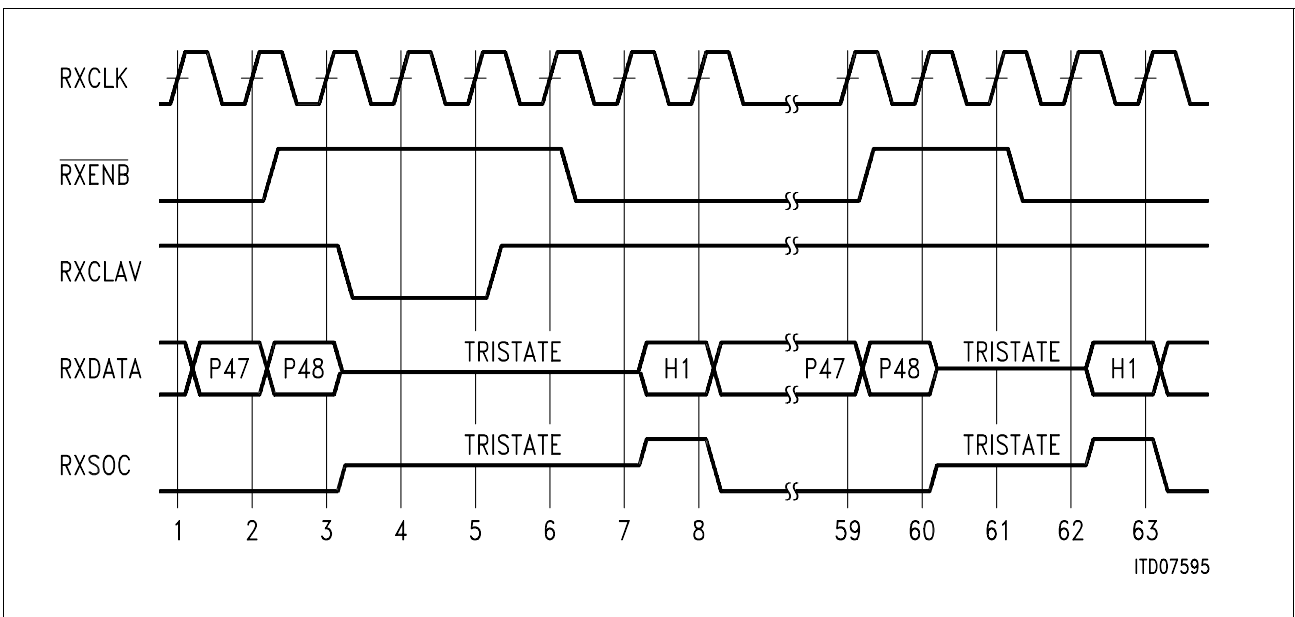 RXCLK
RXENB
RXCLAV
RXDATA P47 P48 TRISTATE H1 P47 P48 TRISTATE H1
RXSOC TRISTATE TRISTATE
1 2 3 4 5 6 7 8 59 60 61 62 63
ITD07595